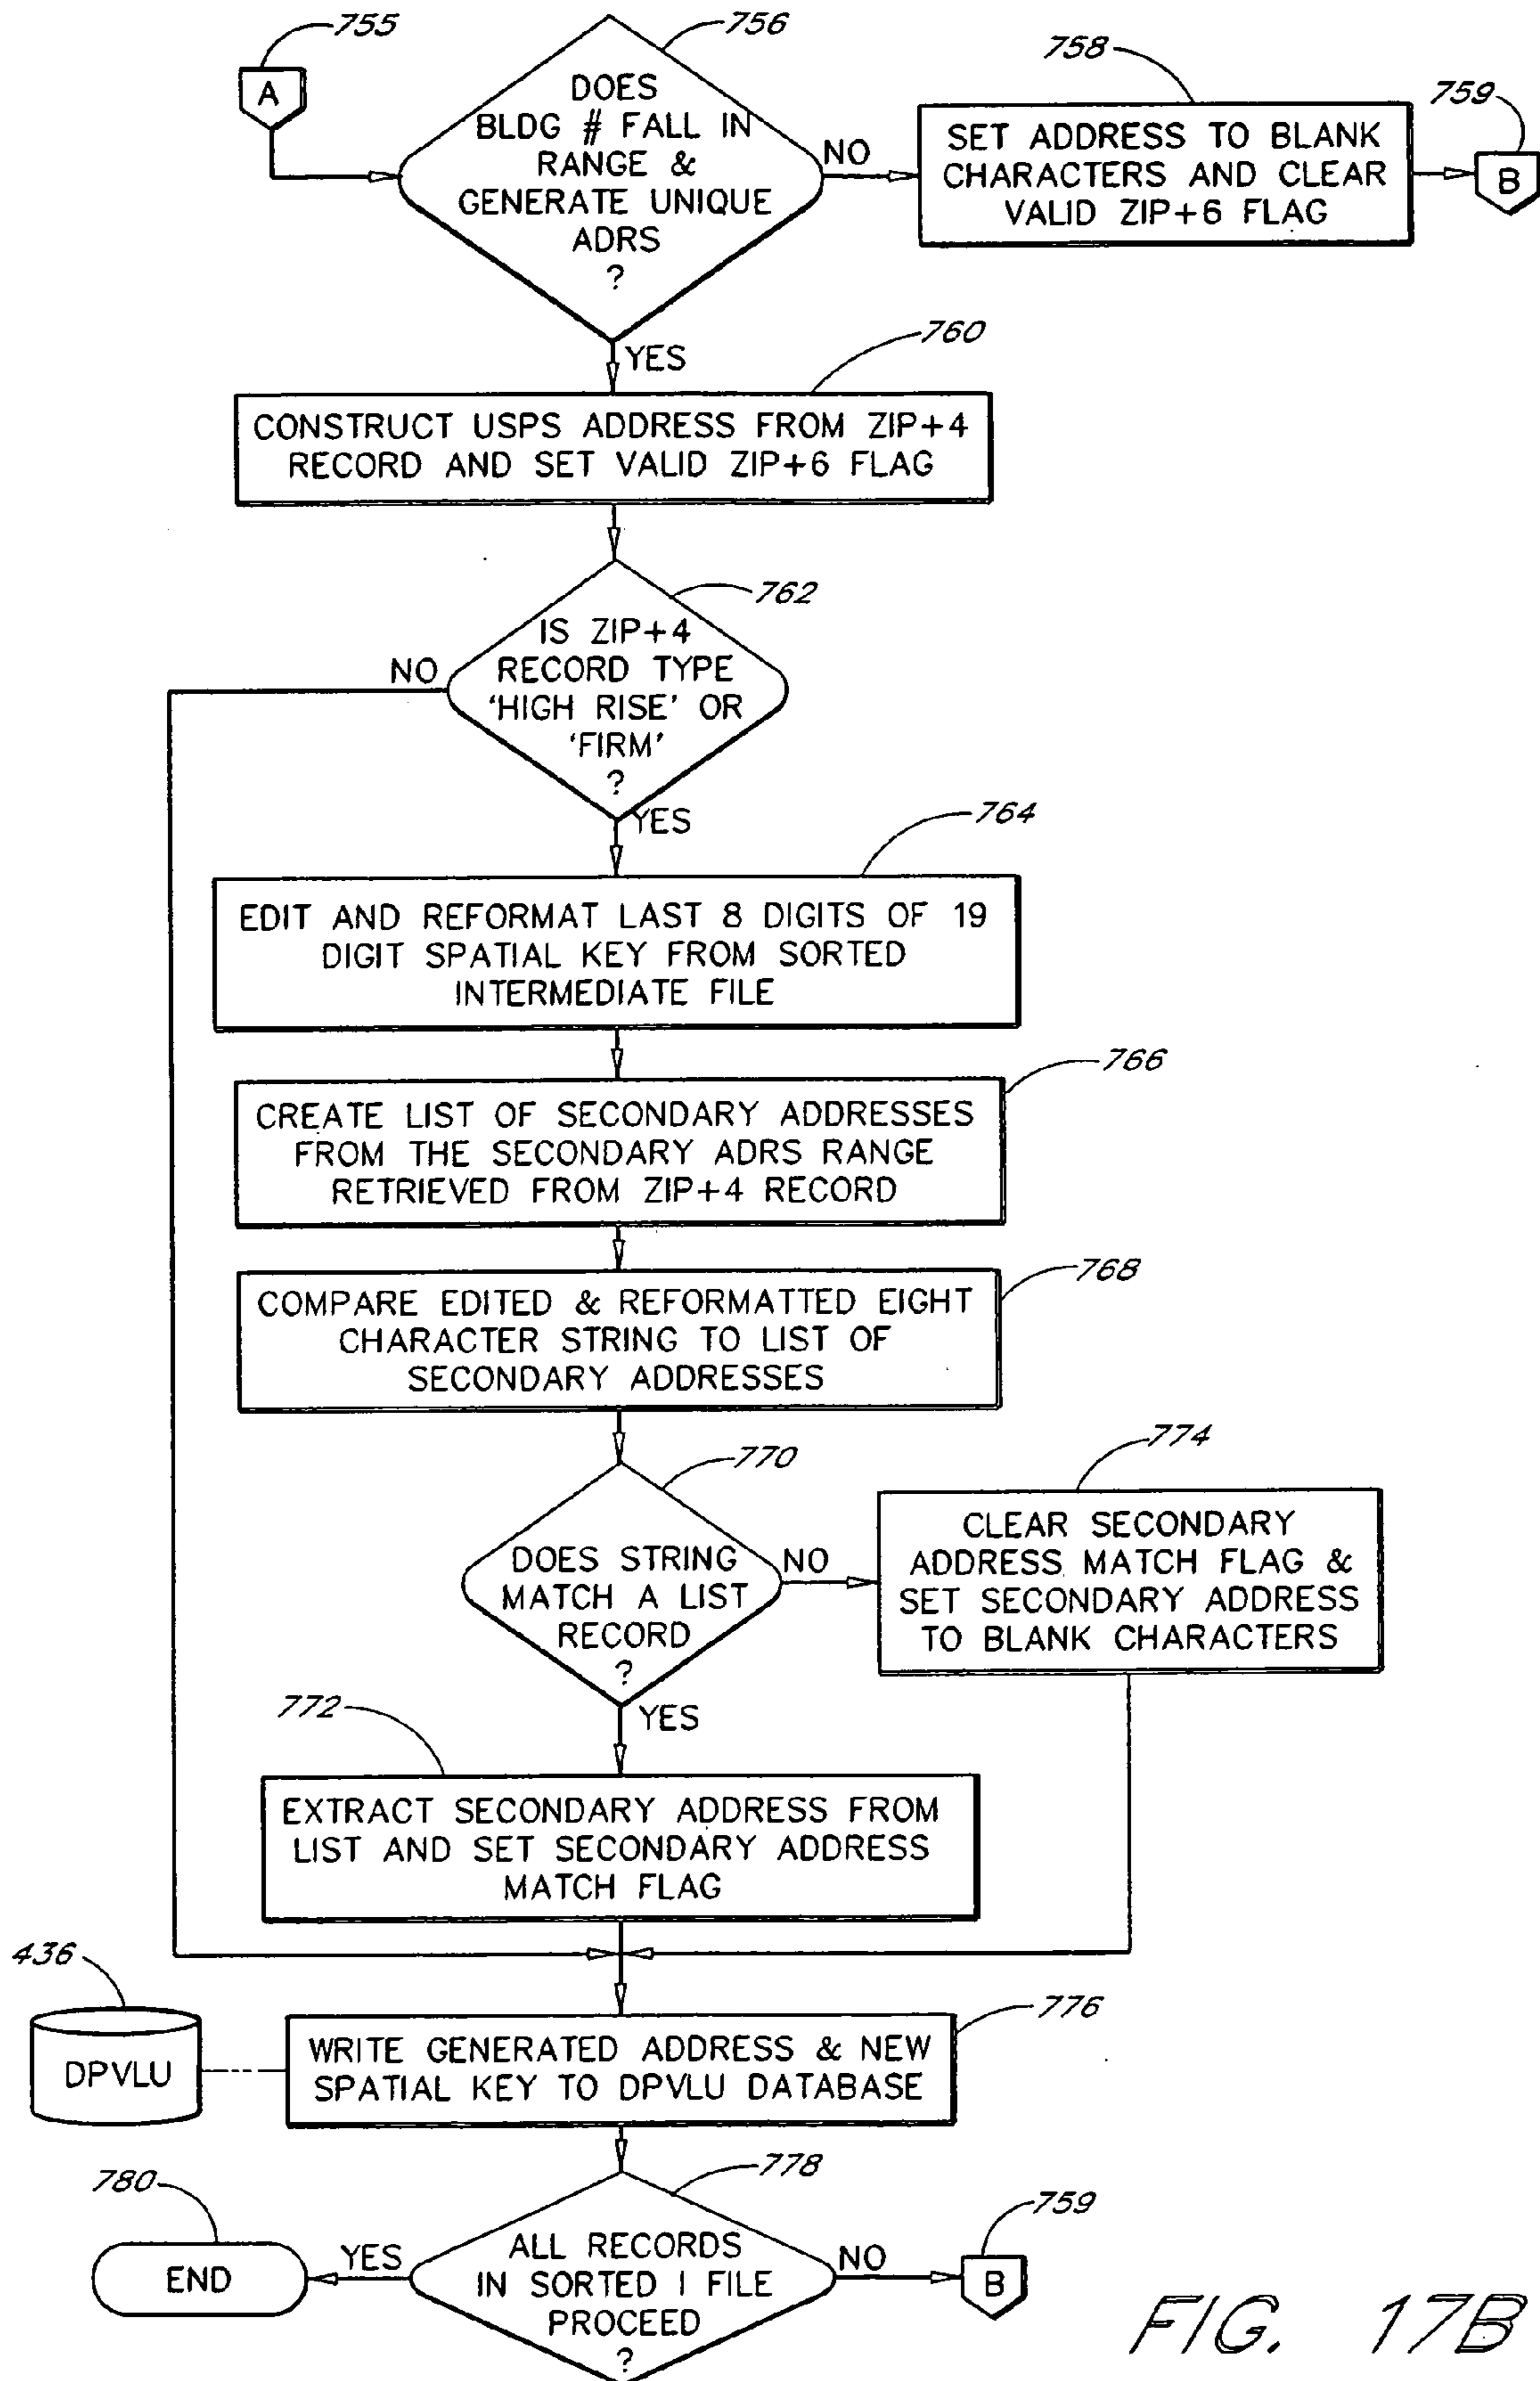 755
756
758
759
A
DOES
BLDG # FALL IN
RANGE &
GENERATE UNIQUE
ADRS
?
NO
SET ADDRESS TO BLANK
CHARACTERS AND CLEAR
VALID ZIP+6 FLAG
B
YES
760
CONSTRUCT USPS ADDRESS FROM ZIP+4
RECORD AND SET VALID ZIP+6 FLAG
762
IS ZIP+4
RECORD TYPE
'HIGH RISE' OR
'FIRM'
?
NO
YES
764
EDIT AND REFORMAT LAST 8 DIGITS OF 19
DIGIT SPATIAL KEY FROM SORTED
INTERMEDIATE FILE
766
CREATE LIST OF SECONDARY ADDRESSES
FROM THE SECONDARY ADRS RANGE
RETRIEVED FROM ZIP+4 RECORD
768
COMPARE EDITED & REFORMATTED EIGHT
CHARACTER STRING TO LIST OF
SECONDARY ADDRESSES
770
DOES STRING
MATCH A LIST
RECORD
?
NO
774
CLEAR SECONDARY
ADDRESS MATCH FLAG &
SET SECONDARY ADDRESS
TO BLANK CHARACTERS
YES
772
EXTRACT SECONDARY ADDRESS FROM
LIST AND SET SECONDARY ADDRESS
MATCH FLAG
436
DPVLU
776
WRITE GENERATED ADDRESS & NEW
SPATIAL KEY TO DPVLU DATABASE
778
ALL RECORDS
IN SORTED I FILE
PROCEED
?
YES
780
END
NO
759
B
FIG. 17B